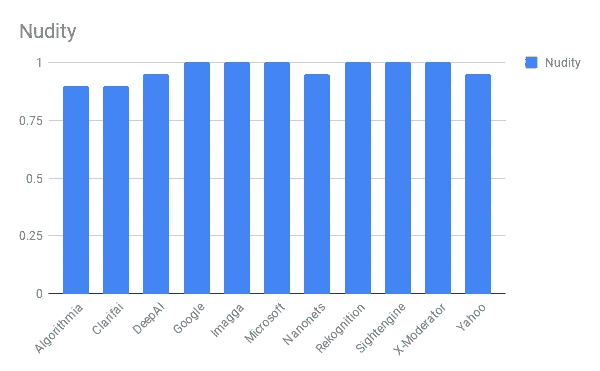 Nudity
1
Nudity
0.75
0.5
0.25
0
Algorithmia
Clarifai
DeepAI
Google
Imagga
Microsoft
Nanonets
Rekognition
Sightengine
X-Moderator
Yahoo